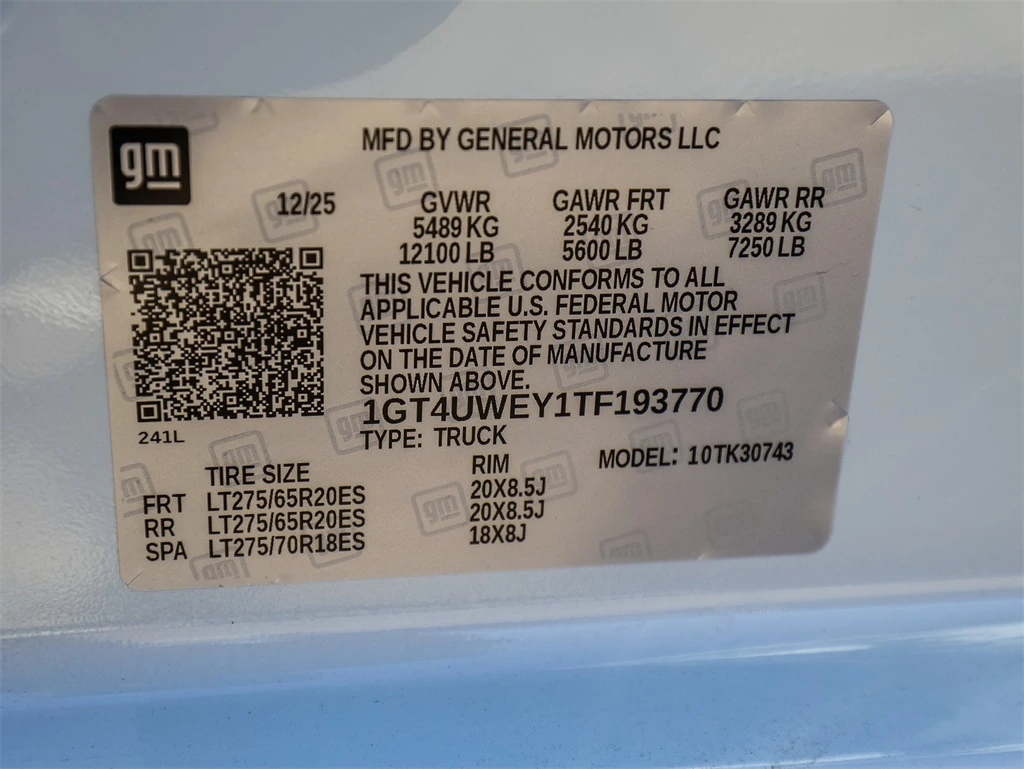 gm
MFD BY GENERAL MOTORS LLC
12/25 GVWR GAWR FRT GAWR RR
5489 KG 2540 KG 3289 KG
12100 LB 5600 LB 7250 LB
THIS VEHICLE CONFORMS TO ALL
APPLICABLE U.S. FEDERAL MOTOR
VEHICLE SAFETY STANDARDS IN EFFECT
ON THE DATE OF MANUFACTURE
SHOWN ABOVE.
1GT4UWEY1TF193770
241L
TYPE: TRUCK
TIRE SIZE RIM MODEL: 10TK30743
FRT LT275/65R20ES 20X8.5J
RR LT275/65R20ES 20X8.5J
SPA LT275/70R18ES 18X8J